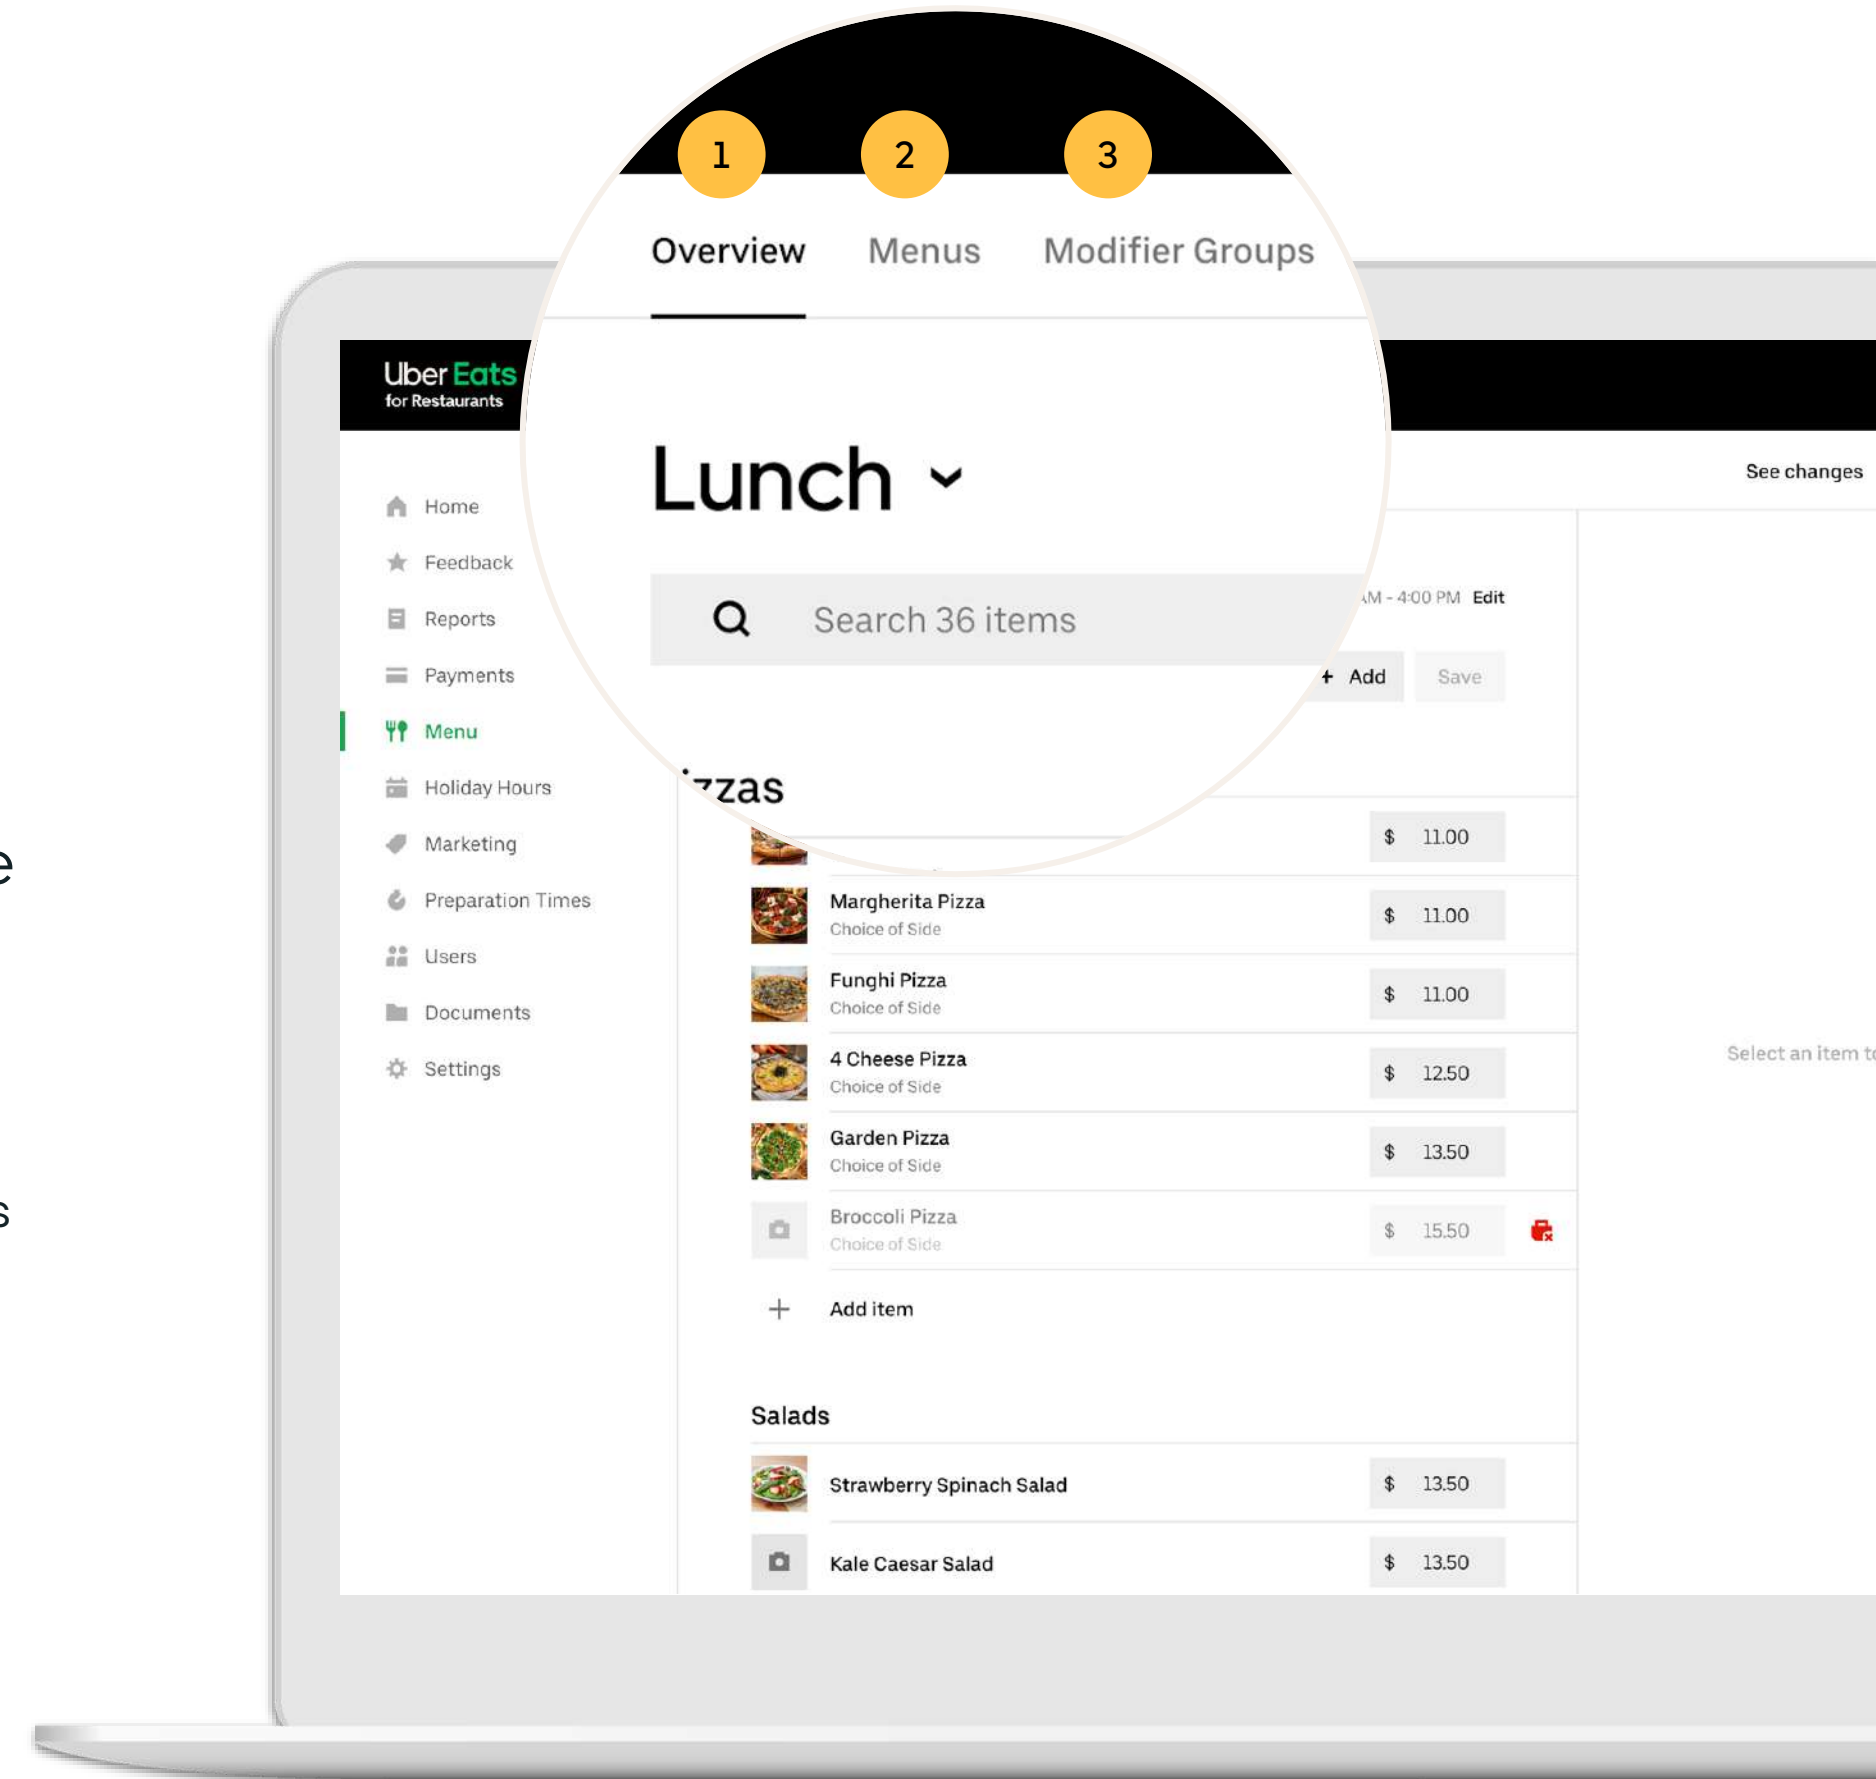 1
2
3
Overview
Menus
Modifier Groups
Uber Eats
for Restaurants
Lunch
See changes
Home
Feedback
Reports
Payments
Menu
Holiday Hours
Marketing
Preparation Times
Users
Documents
Settings
Search 36 items
AM - 4:00 PM Edit
+ Add
Save
izzas
$ 11.00
Margherita Pizza
Choice of Side
$ 11.00
Funghi Pizza
Choice of Side
$ 11.00
4 Cheese Pizza
Choice of Side
$ 12.50
Garden Pizza
Choice of Side
$ 13.50
Broccoli Pizza
Choice of Side
$ 15.50
+ Add item
Salads
Strawberry Spinach Salad
$ 13.50
Kale Caesar Salad
$ 13.50
Select an item to
e
s